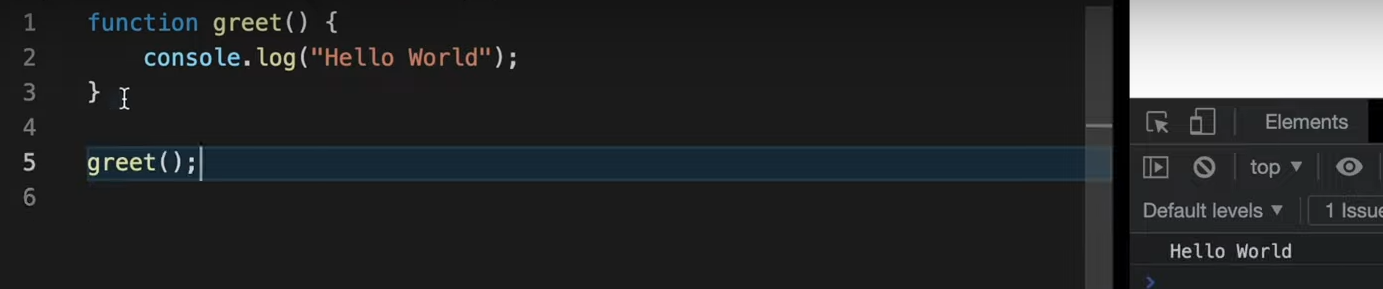 1 function greet() {
2 console.log("Hello World");
3 }
4
5 greet();
6
Elements
top
Default levels
1 Issue
Hello World